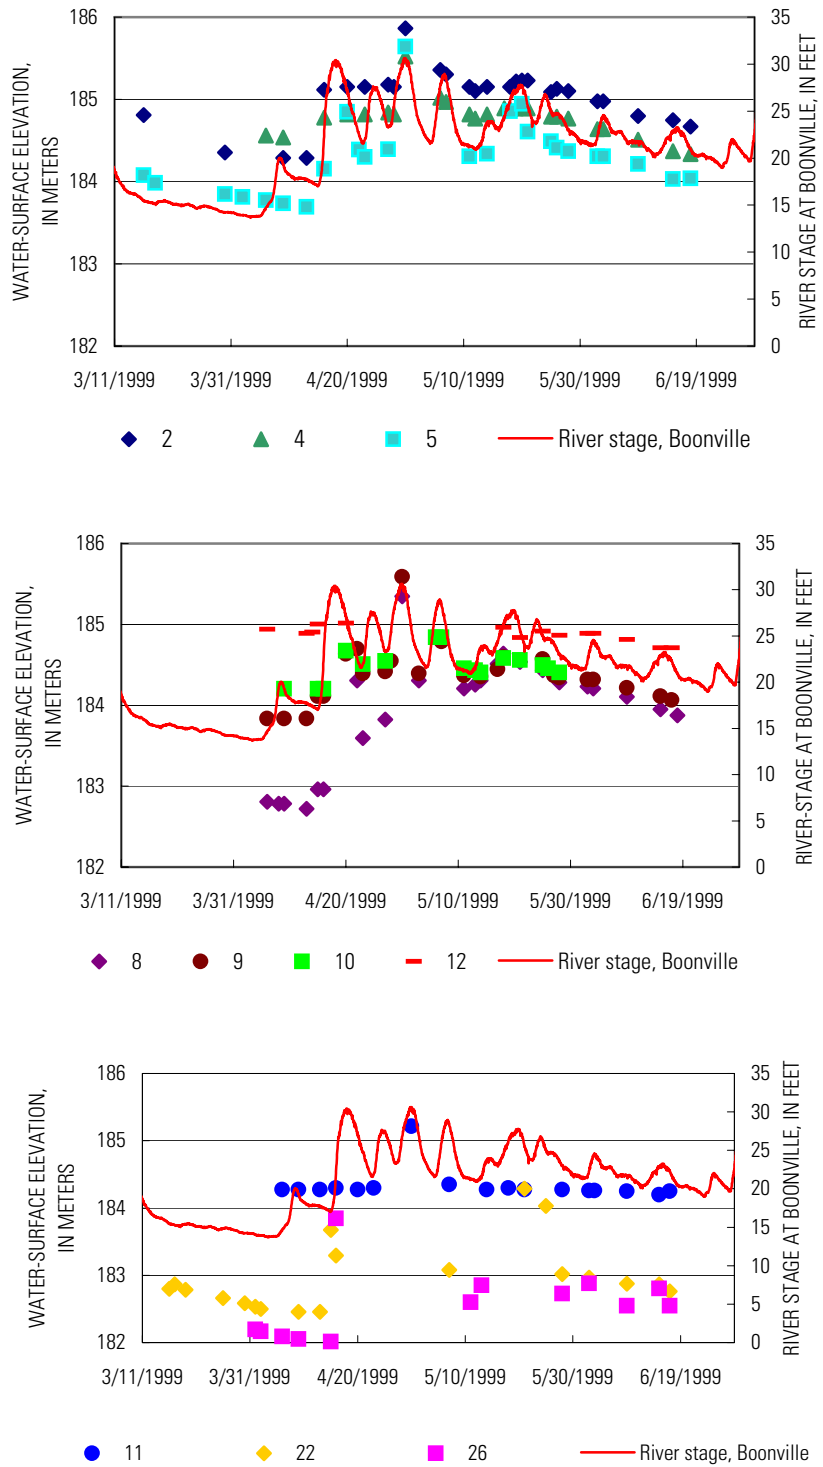 WATER-SURFACE ELEVATION,
IN METERS
186
185
184
183
182
35
30
25
20
15
10
5
0
RIVER STAGE AT BOONVILLE, IN FEET
3/11/1999 3/31/1999 4/20/1999 5/10/1999 5/30/1999 6/19/1999
2 4 5 River stage, Boonville
WATER-SURFACE ELEVATION,
IN METERS
186
185
184
183
182
35
30
25
20
15
10
5
0
RIVER-STAGE AT BOONVILLE, IN FEET
3/11/1999 3/31/1999 4/20/1999 5/10/1999 5/30/1999 6/19/1999
8 9 10 12 River stage, Boonville
WATER-SURFACE ELEVATION,
IN METERS
186
185
184
183
182
35
30
25
20
15
10
5
0
RIVER STAGE AT BOONVILLE, IN FEET
3/11/1999 3/31/1999 4/20/1999 5/10/1999 5/30/1999 6/19/1999
11 22 26 River stage, Boonville